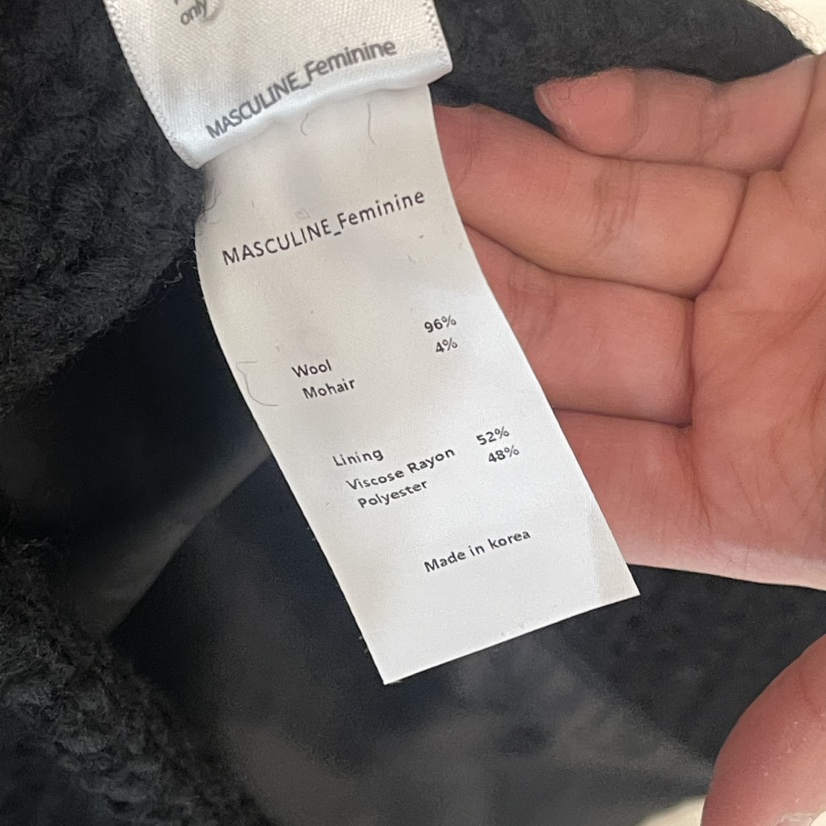 only
MASCULINE_Feminine
MASCULINE_Feminine
96%
Wool 4%
Mohair
Lining 52%
Viscose Rayon 48%
Polyester
Made in korea